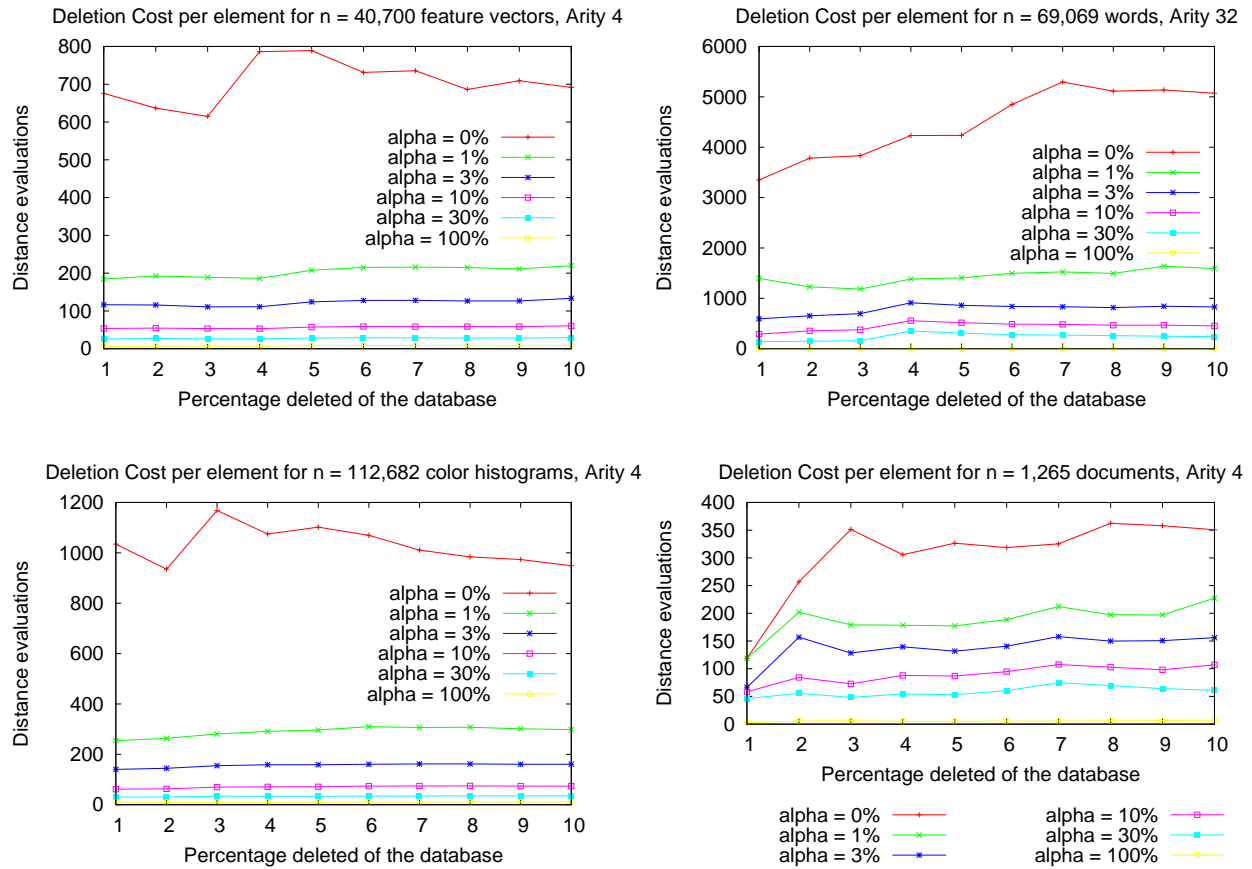 Deletion Cost per element for n = 40,700 feature vectors, Arity 4
800
700
600
500
400
300
200
100
0
Distance evaluations
alpha = 0%
alpha = 1%
alpha = 3%
alpha = 10%
alpha = 30%
alpha = 100%
1 2 3 4 5 6 7 8 9 10
Percentage deleted of the database
Deletion Cost per element for n = 69,069 words, Arity 32
6000
5000
4000
3000
2000
1000
0
Distance evaluations
alpha = 0%
alpha = 1%
alpha = 3%
alpha = 10%
alpha = 30%
alpha = 100%
1 2 3 4 5 6 7 8 9 10
Percentage deleted of the database
Deletion Cost per element for n = 112,682 color histograms, Arity 4
1200
1000
800
600
400
200
0
Distance evaluations
alpha = 0%
alpha = 1%
alpha = 3%
alpha = 10%
alpha = 30%
alpha = 100%
1 2 3 4 5 6 7 8 9 10
Percentage deleted of the database
Deletion Cost per element for n = 1,265 documents, Arity 4
400
350
300
250
200
150
100
50
0
Distance evaluations
1 2 3 4 5 6 7 8 9 10
Percentage deleted of the database
alpha = 0%
alpha = 1%
alpha = 3%
alpha = 10%
alpha = 30%
alpha = 100%